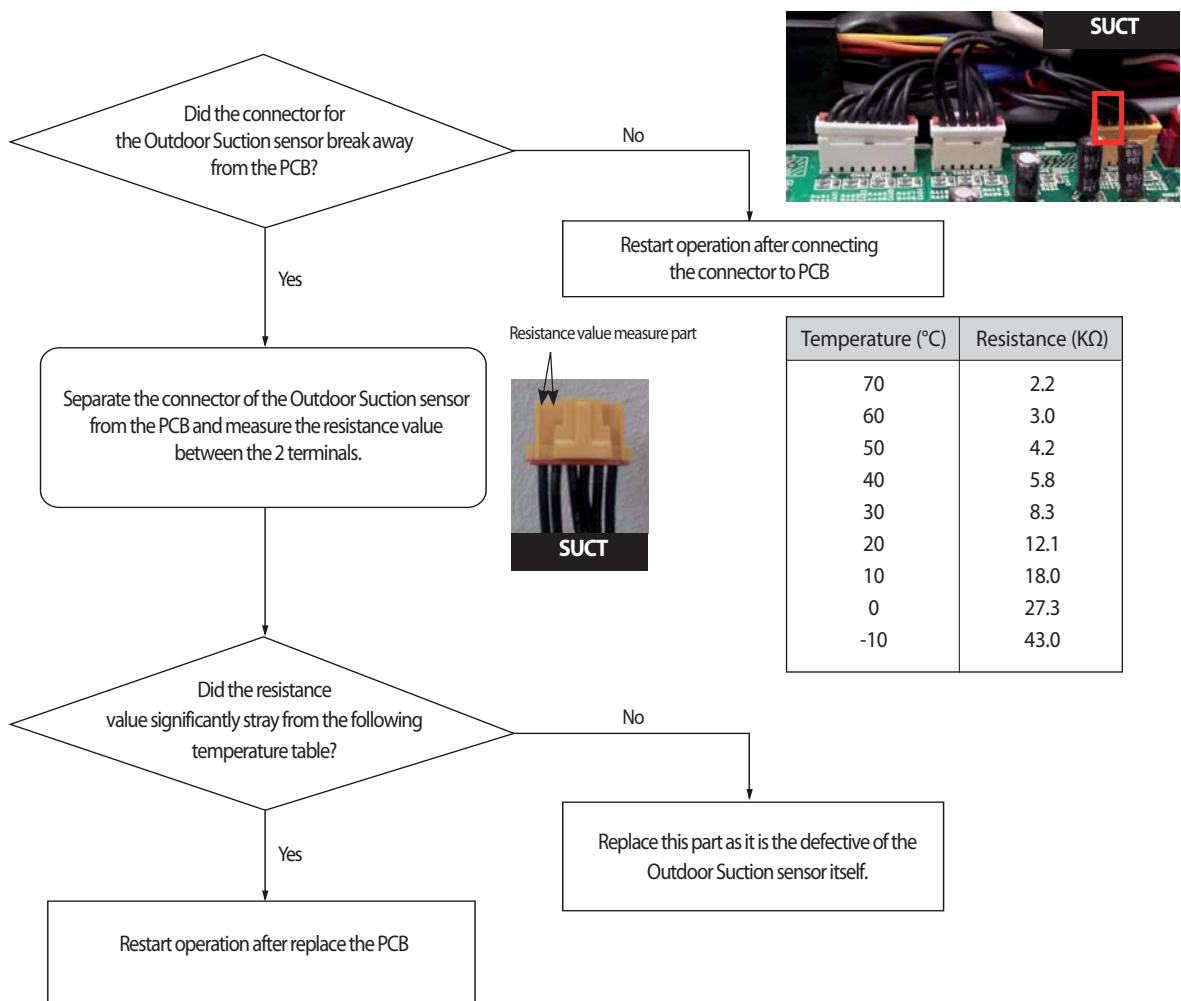 SUCT
Did the connector for
the Outdoor Suction sensor break away
from the PCB?
No
Restart operation after connecting
the connector to PCB
Yes
Separate the connector of the Outdoor Suction sensor
from the PCB and measure the resistance value
between the 2 terminals.
Resistance value measure part
SUCT
Temperature (°C) Resistance (KΩ)
70 2.2
60 3.0
50 4.2
40 5.8
30 8.3
20 12.1
10 18.0
0 27.3
-10 43.0
Did the resistance
value significantly stray from the following
temperature table?
No
Replace this part as it is the defective of the
Outdoor Suction sensor itself.
Yes
Restart operation after replace the PCB